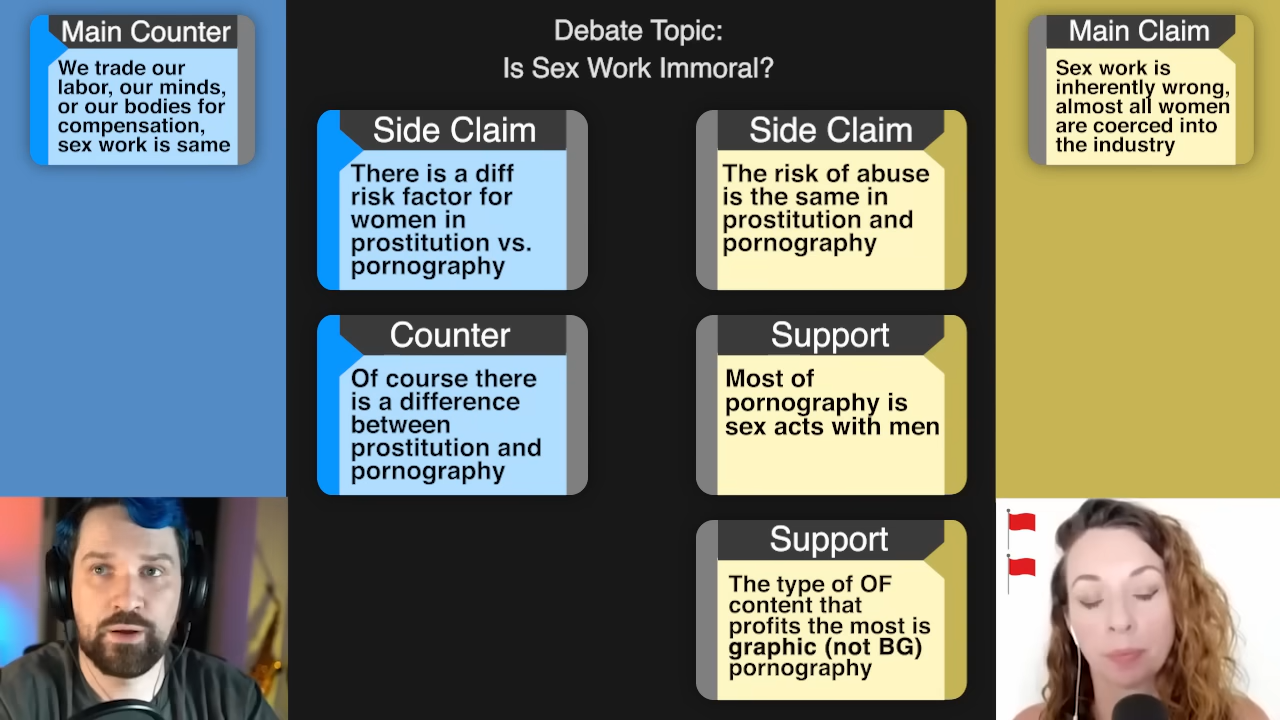 Main Counter
We trade our
labor, our minds,
or our bodies for
compensation,
sex work is same
Debate Topic:
Is Sex Work Immoral?
Main Claim
Sex work is
inherently wrong,
almost all women
are coerced into
the industry
Side Claim
There is a diff
risk factor for
women in
prostitution vs.
pornography
Side Claim
The risk of abuse
is the same in
prostitution and
pornography
Counter
Of course there
is a difference
between
prostitution and
pornography
Support
Most of
pornography is
sex acts with men
Support
The type of OF
content that
profits the most is
graphic (not BG)
pornography